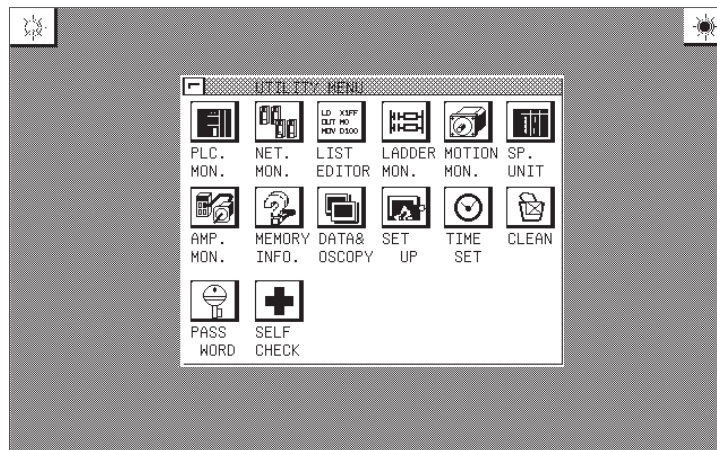 UTILITY MENU
LD X1FF
OUT M0
MOV D100
PLC. NET. LIST LADDER MOTION SP.
MON. MON. EDITOR MON. MON. UNIT
AMP. MEMORY DATA& SET TIME CLEAN
MON. INFO. OSCOPY UP SET
PASS SELF
WORD CHECK